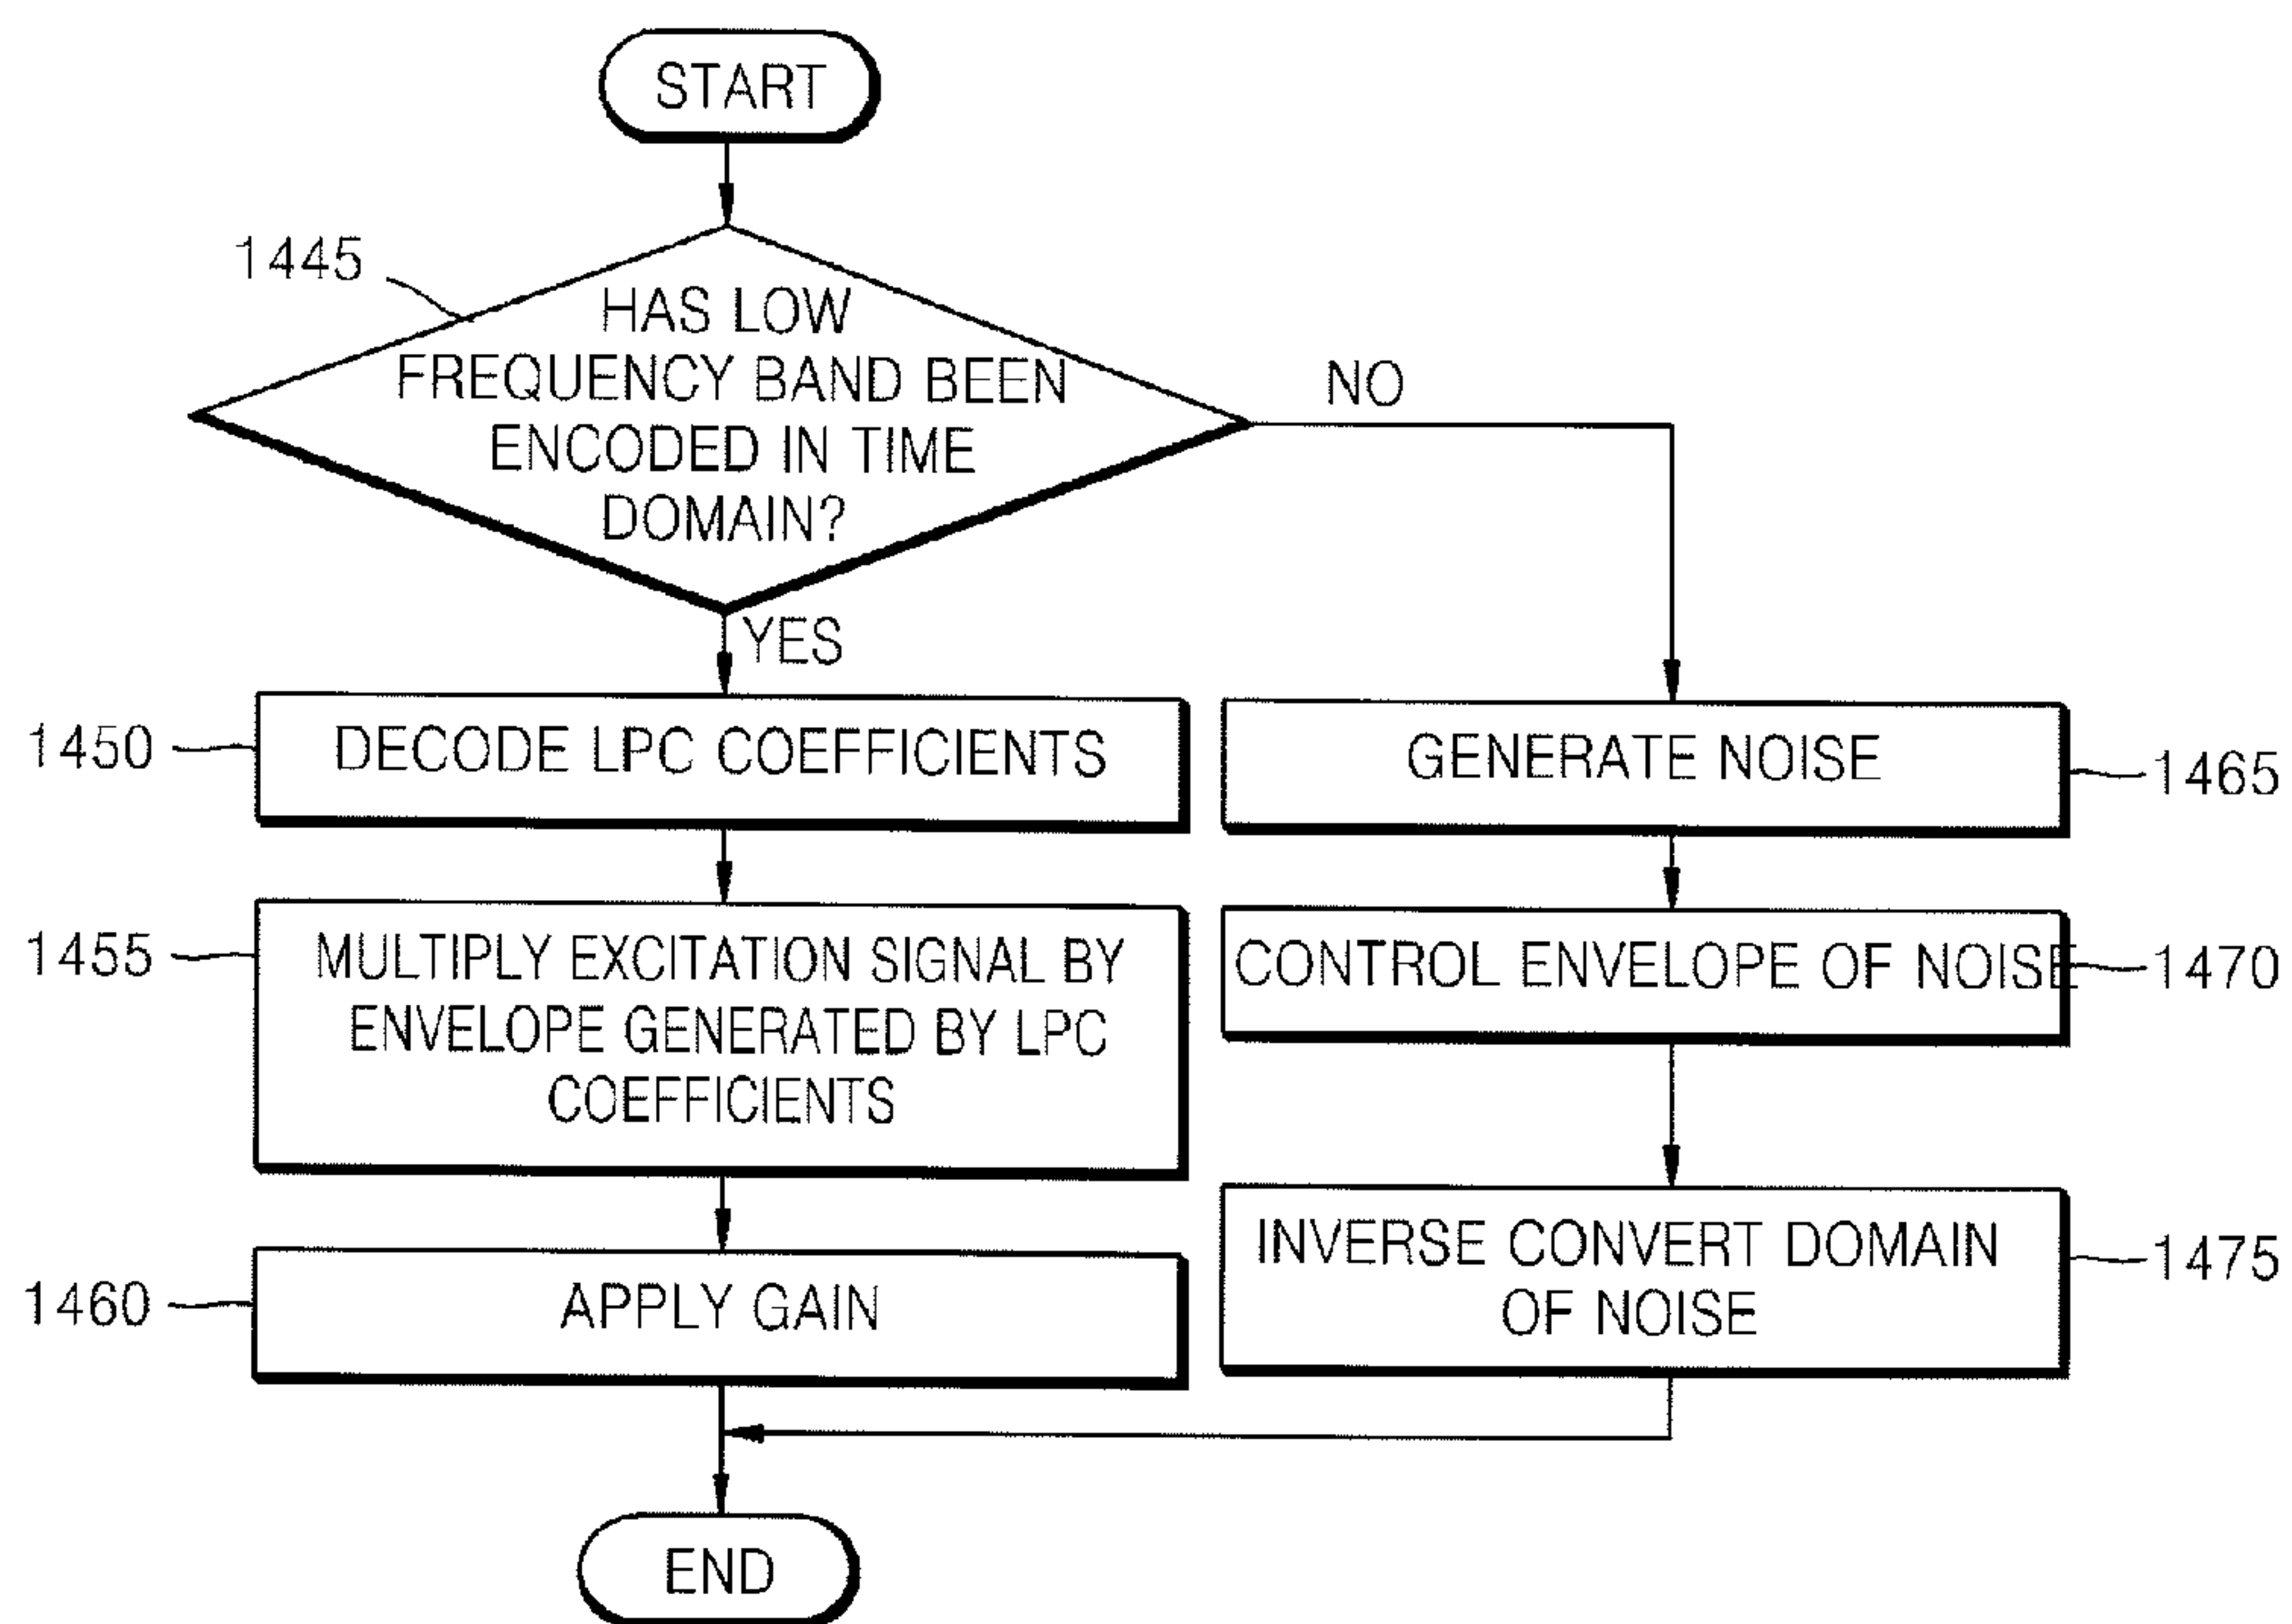 START
1445
HAS LOW
FREQUENCY BAND BEEN
ENCODED IN TIME
DOMAIN?
NO
YES
1450
DECODE LPC COEFFICIENTS
GENERATE NOISE
1465
1455
MULTIPLY EXCITATION SIGNAL BY
ENVELOPE GENERATED BY LPC
COEFFICIENTS
CONTROL ENVELOPE OF NOISE
1470
1460
APPLY GAIN
INVERSE CONVERT DOMAIN
OF NOISE
1475
END